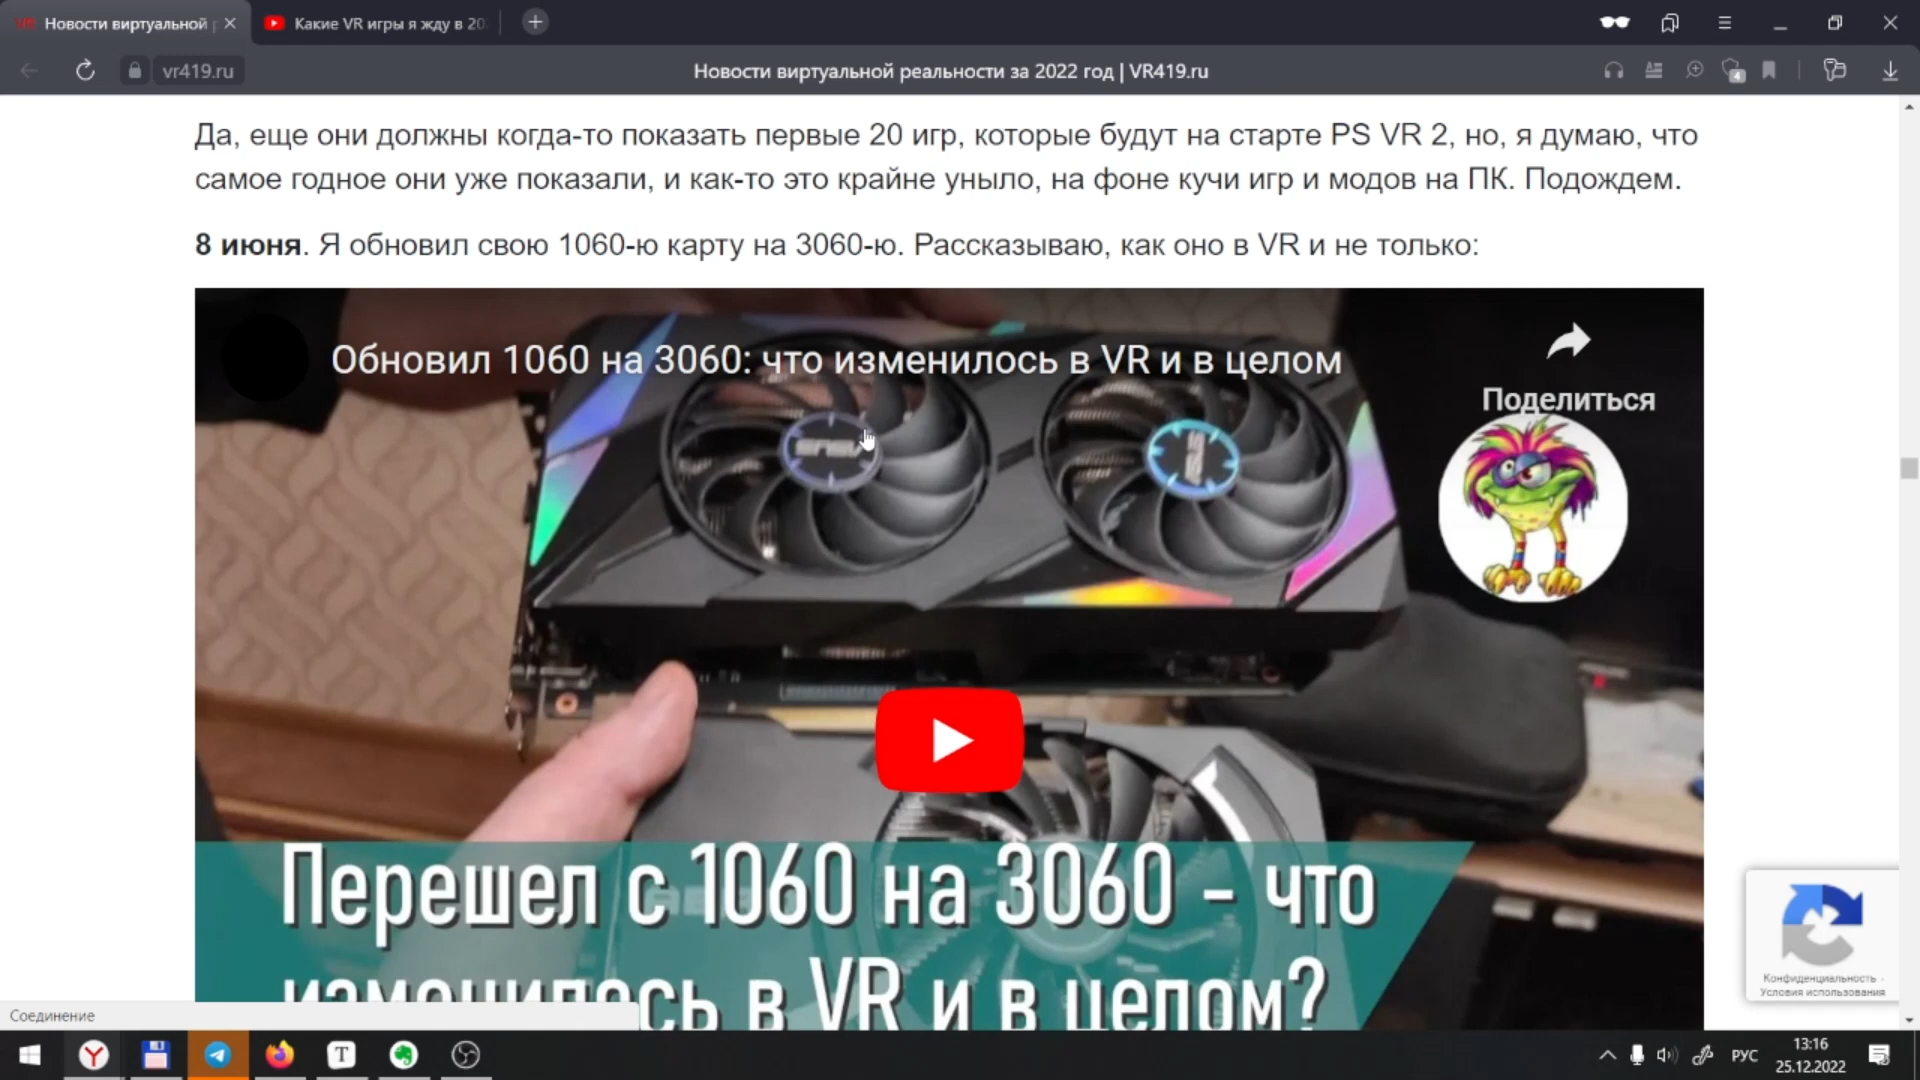 Новости виртуальной
Какие VR игры я жду в 20
vr419.ru
Новости виртуальной реальности за 2022 год | VR419.ru
4
Да, еще они должны когда-то показать первые 20 игр, которые будут на старте PS VR 2, но, я думаю, что
самое годное они уже показали, и как-то это крайне уныло, на фоне кучи игр и модов на ПК. Подождем.
8 июня. Я обновил свою 1060-ю карту на 3060-ю. Рассказываю, как оно в VR и не только:
Обновил 1060 на 3060: что изменилось в VR и в целом
Поделиться
ASUS
ASUS
Перешел с 1060 на 3060 - что
изменилось в VR и в целом?
Конфиденциальность -
Условия использования
Соединение
РУС
13:16
25.12.2022